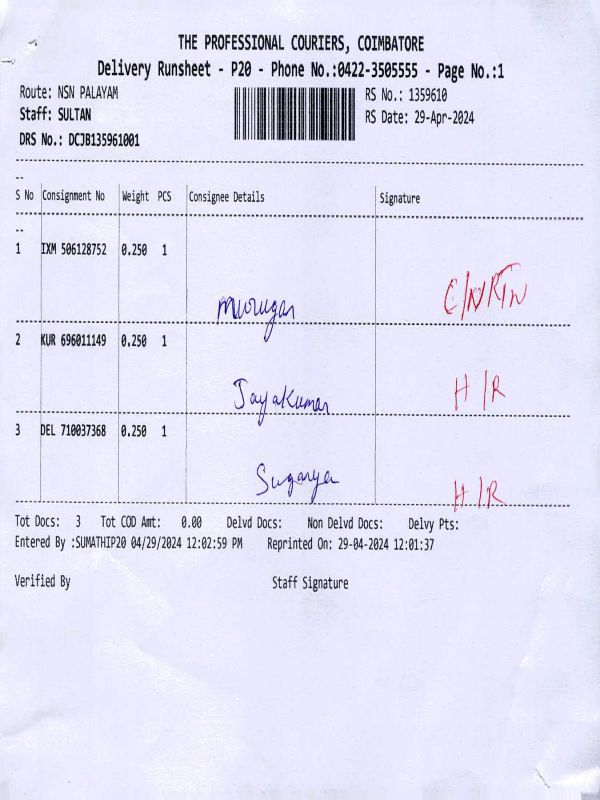 THE PROFESSIONAL COURIERS, COIMBATORE
Delivery Runsheet - P20 - Phone No.:0422-3505555 - Page No.:1
Route: NSN PALAYAM RS No.: 1359610
Staff: SULTAN RS Date: 29-Apr-2024
DRS No.: DCJB135961001
--
S No Consignment No Weight PCS Consignee Details Signature
--
1 IXM 506128752 0.250 1
Murugan
2 KUR 696011149 0.250 1
JayaKumar H/R
3 DEL 710037368 0.250 1
H/R
Tot Docs: 3 Tot COD Amt: 0.00 Delvd Docs: Non Delvd Docs: Delvy Pts:
Entered By :SUMATHIP20 04/29/2024 12:02:59 PM Reprinted On: 29-04-2024 12:01:37
Verified By Staff Signature